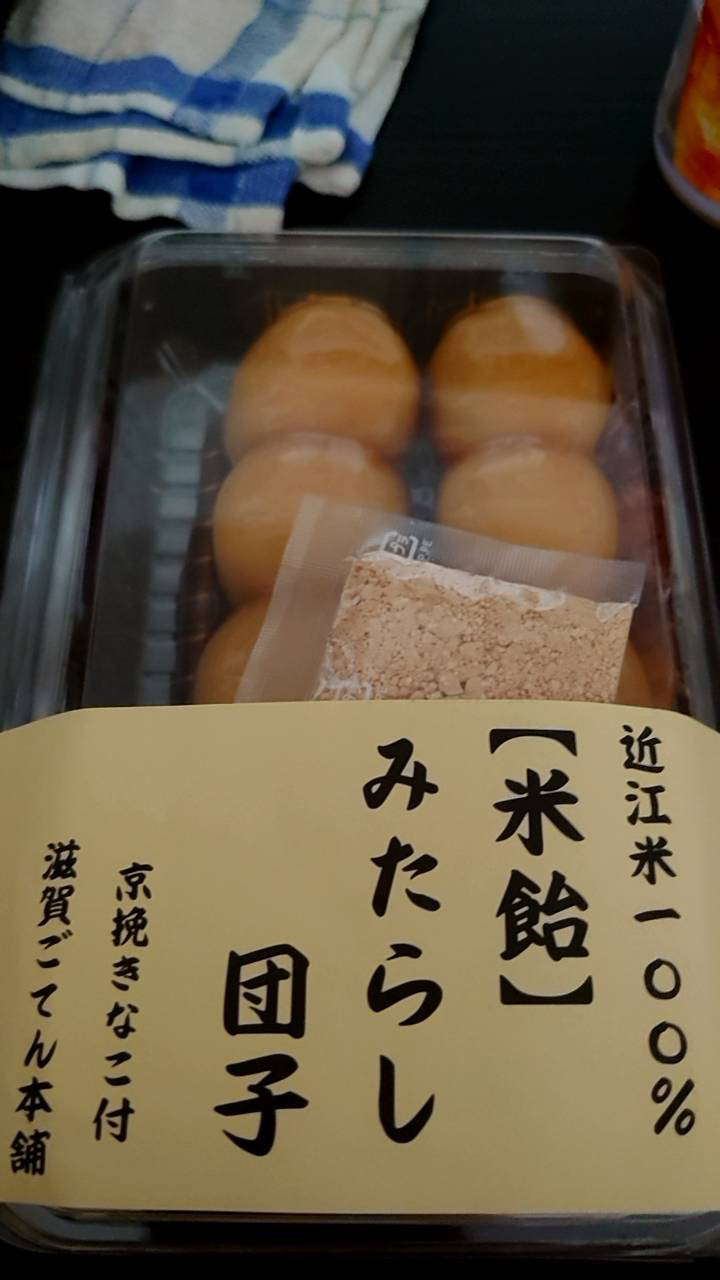 近江米一〇〇%
【米飴】
みたらし
団子
京挽きなこ付
滋賀ごてん本舗